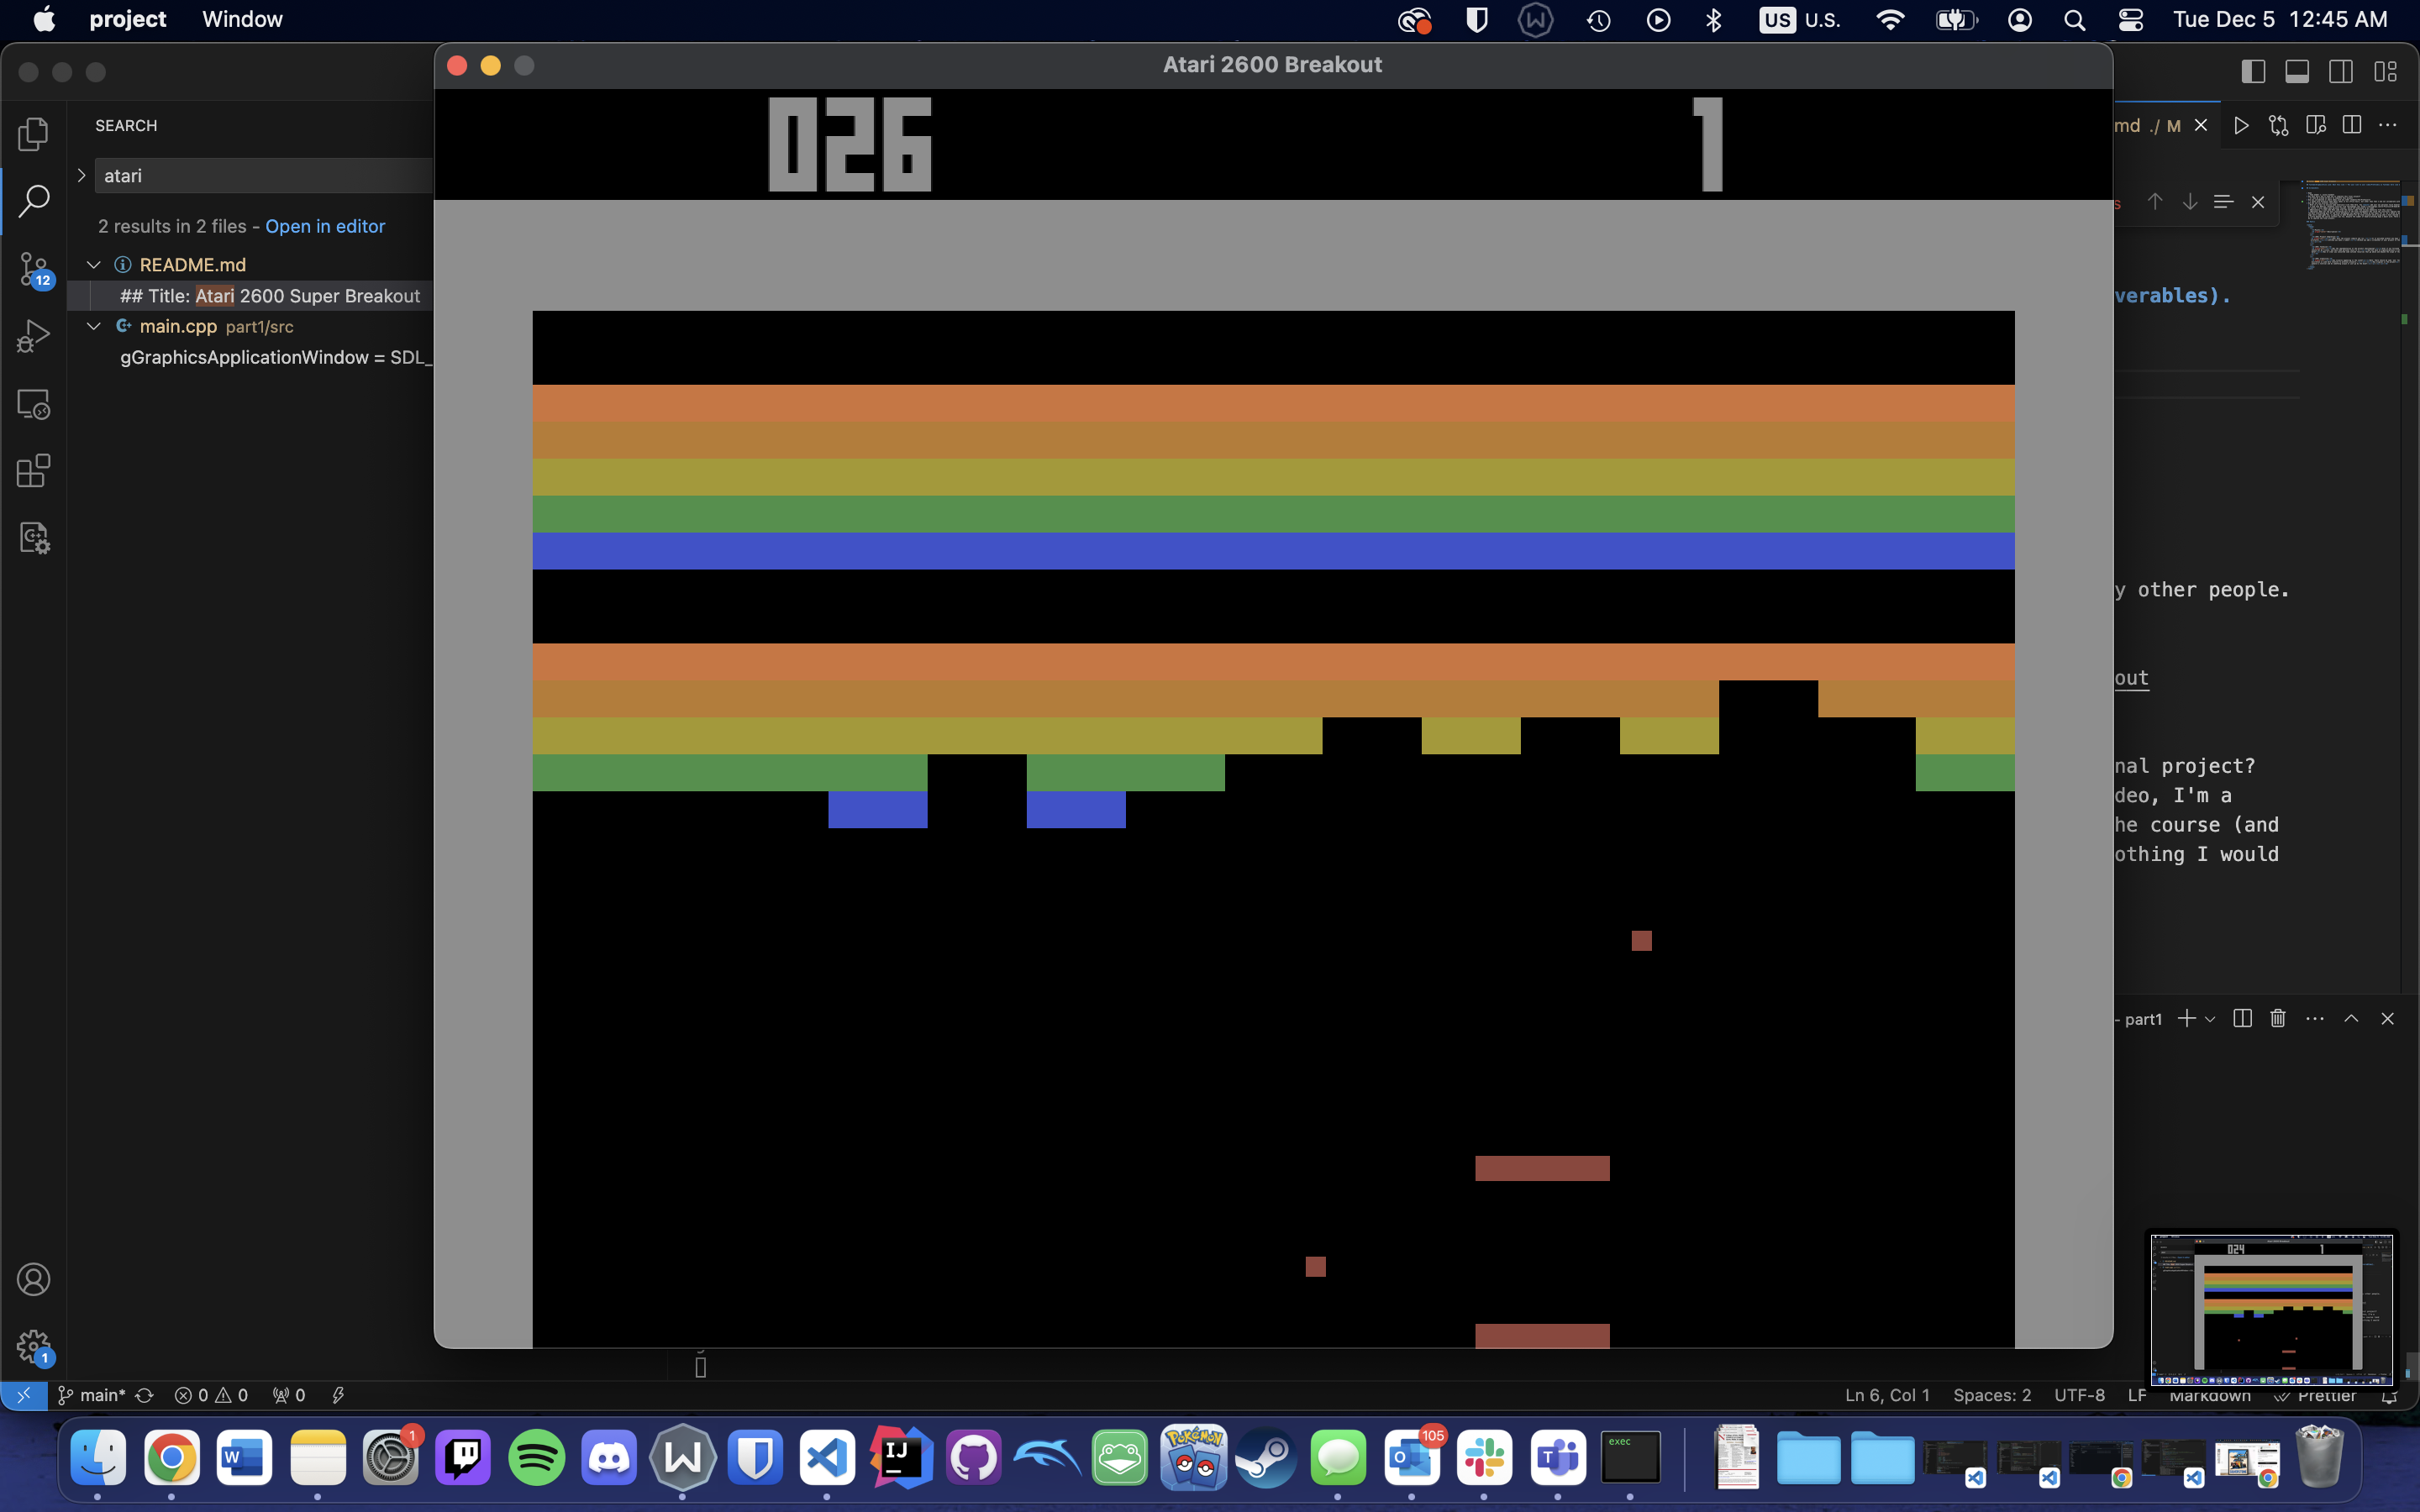 project Window US U.S. Tue Dec 5 12:45 AM
Atari 2600 Breakout
026 1
SEARCH
md ./ M
atari
2 results in 2 files - Open in editor
README.md
## Title: Atari 2600 Super Breakout
verables).
main.cpp part1/src
gGraphicsApplicationWindow = SDL_
12
y other people.
out
nal project?
deo, I'm a
he course (and
othing I would
- part1
024 1
1
main* 0 0 0
Ln 6, Col 1 Spaces: 2 UTF-8 LF Markdown Prettier
1
W
IJ
POKéMON
105
T
exec